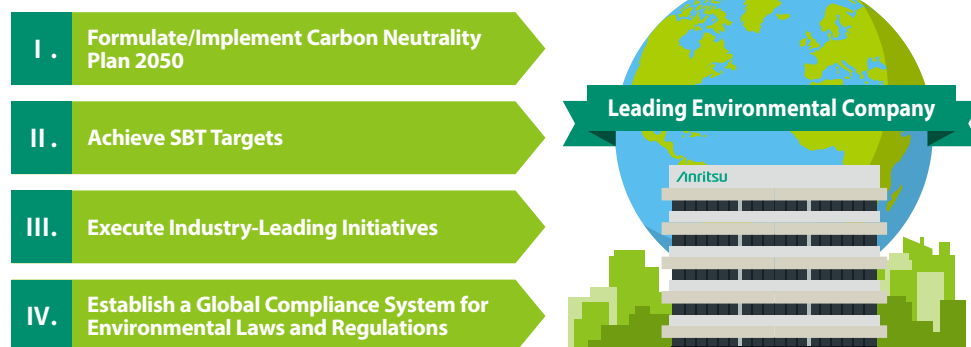 I.
Formulate/Implement Carbon Neutrality
Plan 2050
II.
Achieve SBT Targets
III.
Execute Industry-Leading Initiatives
IV.
Establish a Global Compliance System for
Environmental Laws and Regulations
Leading Environmental Company
Anritsu